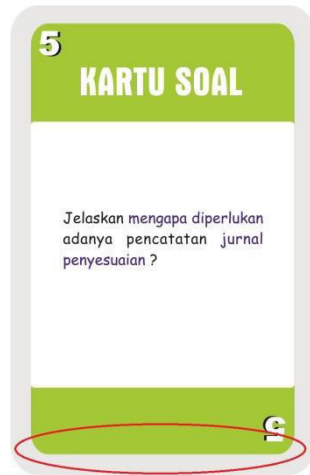 5
KARTU SOAL
Jelaskan mengapa diperlukan
adanya pencatatan jurnal
penyesuaian ?
5